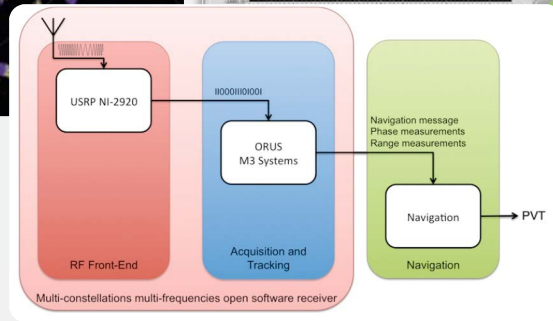 USRP NI-2920
IIOOOIIIOIOOI
ORUS
M3 Systems
Navigation message
Phase measurements
Range measurements
Navigation
PVT
RF Front-End
Acquisition and
Tracking
Navigation
Multi-constellations multi-frequencies open software receiver